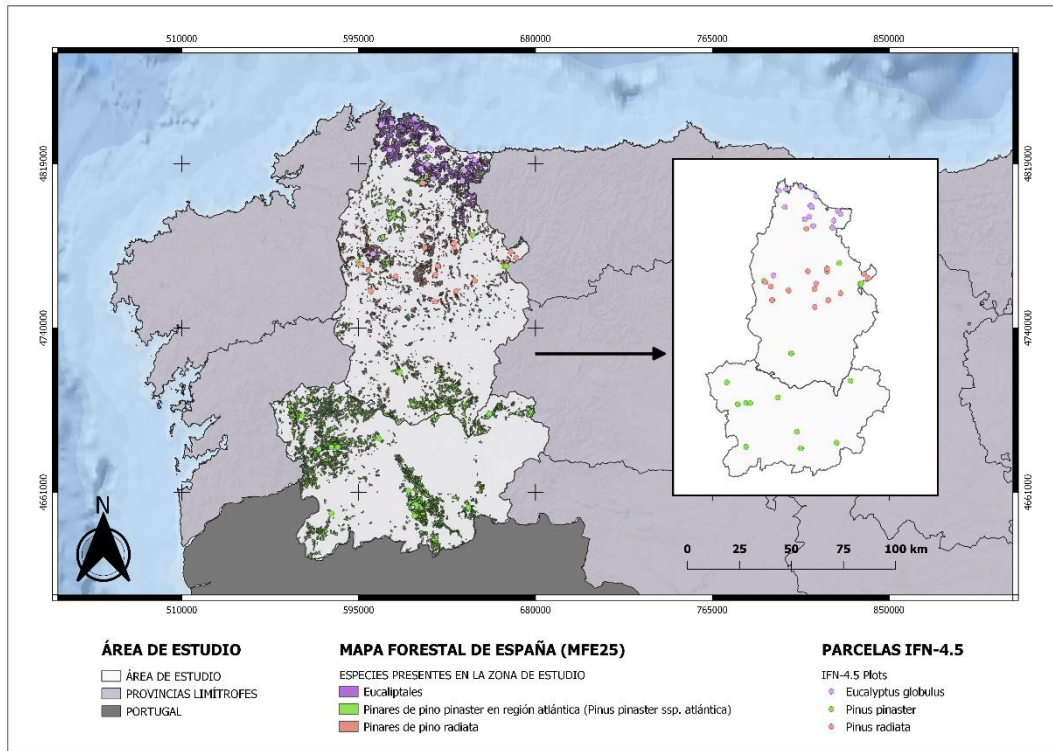 510000 595000 680000 765000 850000
4819000 4819000
4740000 4740000
4661000 4661000
N
0 25 50 75 100 km
510000 595000 680000 765000 850000
ÁREA DE ESTUDIO
ÁREA DE ESTUDIO
PROVINCIAS LIMÍTROFES
PORTUGAL
MAPA FORESTAL DE ESPAÑA (MFE25)
ESPECIES PRESENTES EN LA ZONA DE ESTUDIO
Eucaliptales
Pinares de pino pinaster en región atlántica (Pinus pinaster ssp. atlántica)
Pinares de pino radiata
PARCELAS IFN-4.5
IFN-4.5 Plots
Eucalyptus globulus
Pinus pinaster
Pinus radiata